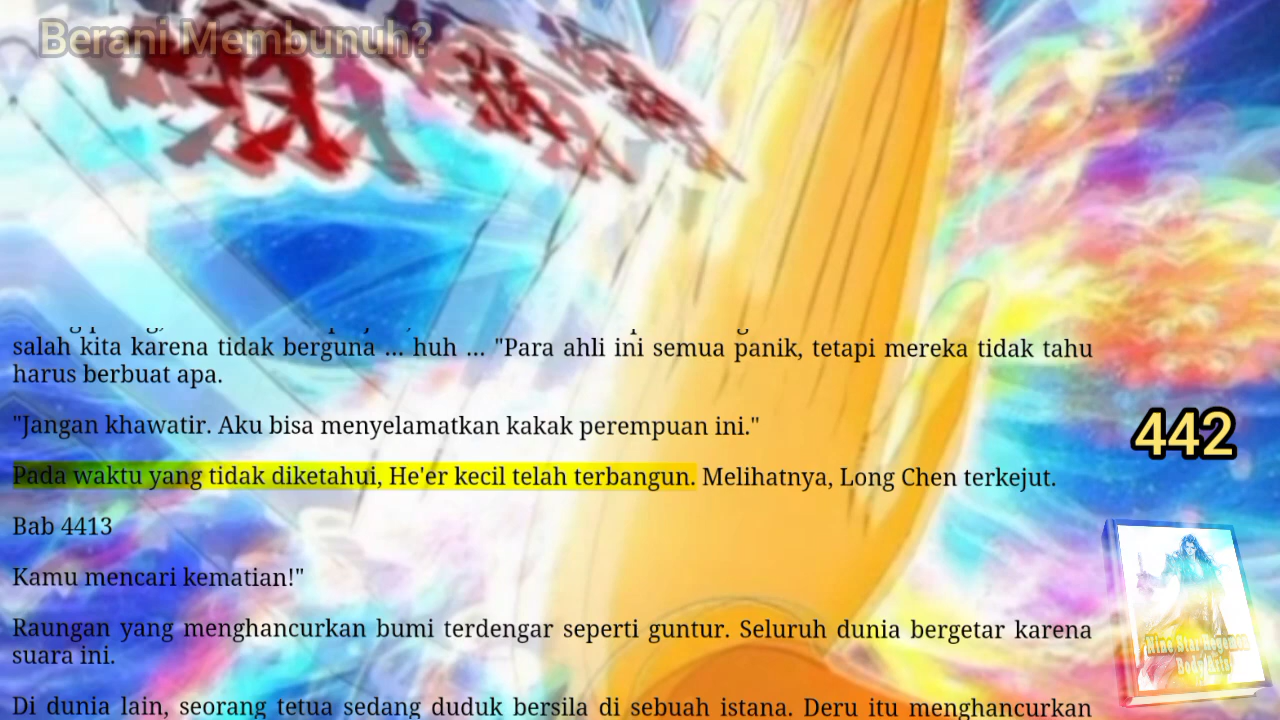 Berani Membunuh?
salah kita karena tidak berguna ... huh ... "Para ahli ini semua panik, tetapi mereka tidak tahu
harus berbuat apa.
"Jangan khawatir. Aku bisa menyelamatkan kakak perempuan ini."
Pada waktu yang tidak diketahui, He'er kecil telah terbangun. Melihatnya, Long Chen terkejut.
Bab 4413
Kamu mencari kematian!"
Raungan yang menghancurkan bumi terdengar seperti guntur. Seluruh dunia bergetar karena
suara ini.
Di dunia lain, seorang tetua sedang duduk bersila di sebuah istana. Deru itu menghancurkan
442
Nine Star Hegemon
Body Arts